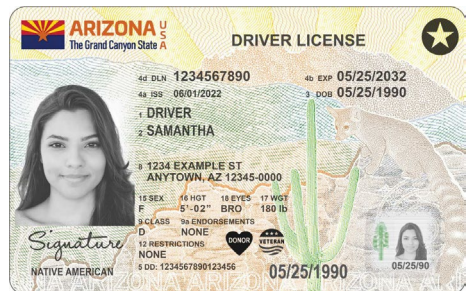 ARIZONA USA
The Grand Canyon State
DRIVER LICENSE
4d DLN 1234567890
4b EXP 05/25/2032
4a ISS 06/01/2022
3 DOB 05/25/1990
1 DRIVER
2 SAMANTHA
8 1234 EXAMPLE ST
ANYTOWN, AZ 12345-0000
15 SEX 16 HGT 18 EYES 17 WGT
F 5'-02" BRO 180 lb
9 CLASS 9a ENDORSEMENTS
D NONE
12 RESTRICTIONS
NONE
DONOR
VETERAN
5 DD: 1234567890123456
Signature
NATIVE AMERICAN
05/25/1990
05/25/90